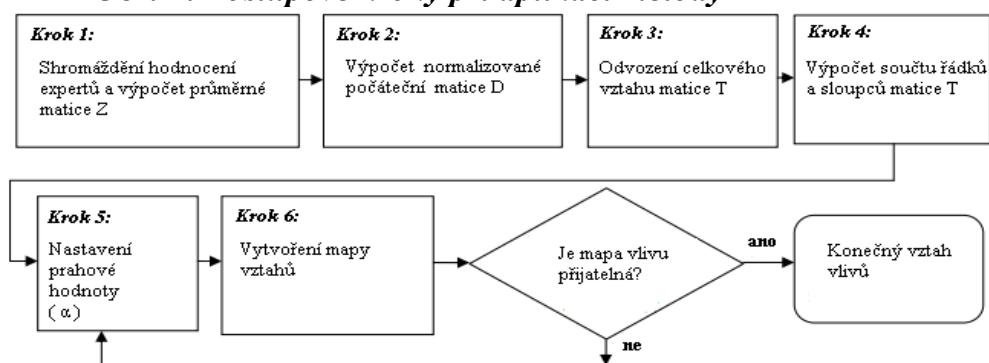 Krok 1:
Shromáždění hodnocení
expertů a výpočet průměrné
matice Z
Krok 2:
Výpočet normalizované
počáteční matice D
Krok 3:
Odvození celkového
vztahu matice T
Krok 4:
Výpočet součtu řádků
a sloupců matice T
Krok 5:
Nastavení
prahové
hodnoty
( α )
Krok 6:
Vytvoření mapy
vztahů
Je mapa vlivu
přijatelná?
ano
Konečný vztah
vlivů
ne